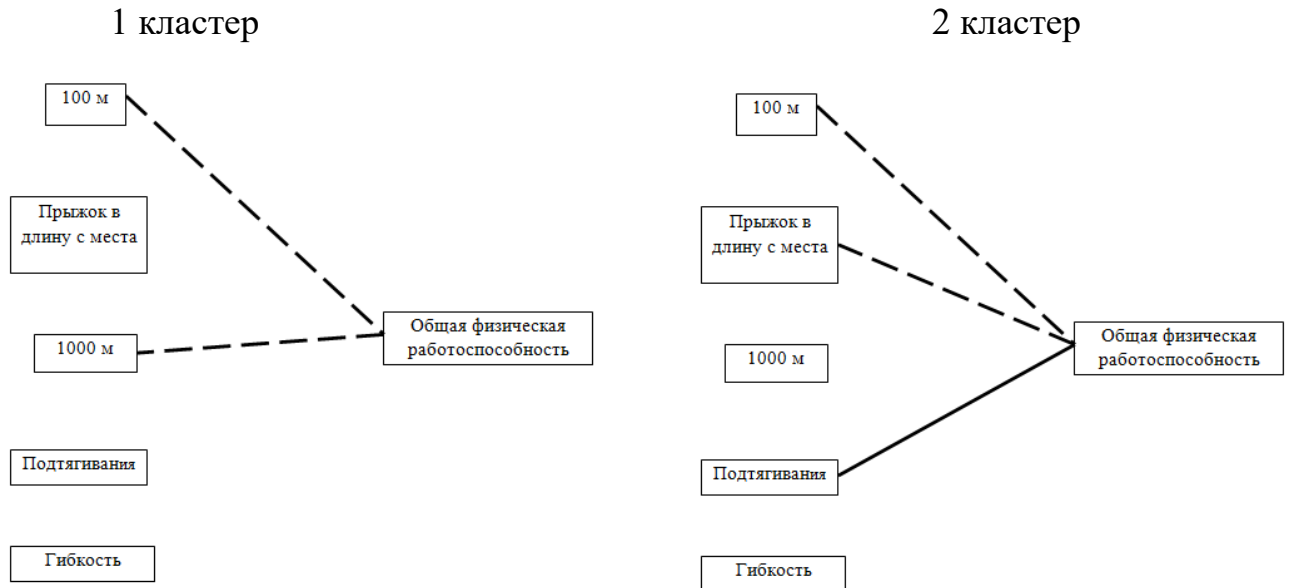 1 кластер
100 м
Прыжок в
длину с места
1000 м
Общая физическая
работоспособность
Подтягивания
Гибкость
2 кластер
100 м
Прыжок в
длину с места
1000 м
Общая физическая
работоспособность
Подтягивания
Гибкость